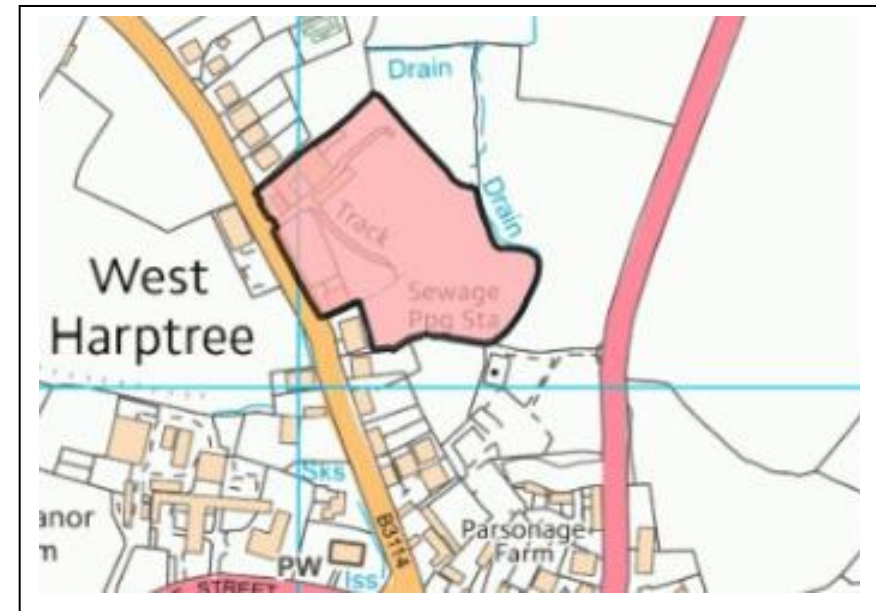 Drain
Drain
Track
West
Harptree
Sewage
Ppg Sta
Sks
anor
m
B3114
Parsonage
Farm
PW
Iss
STREET